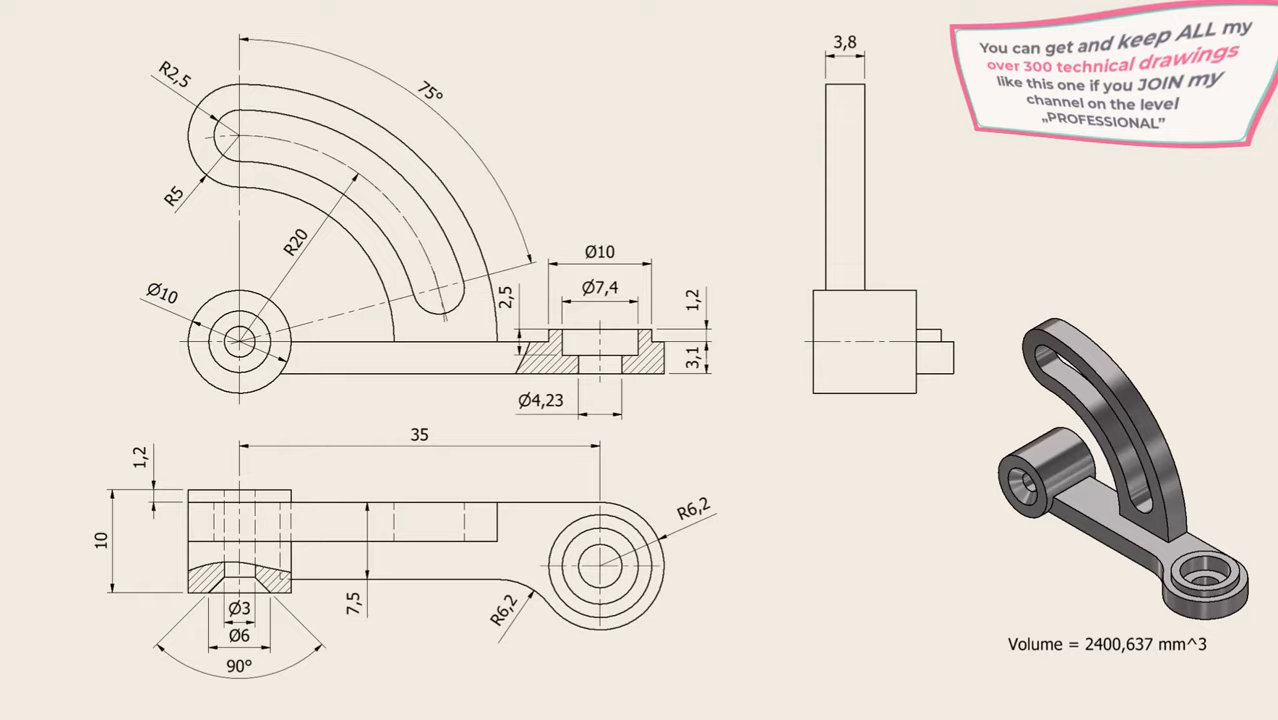 You can get and keep ALL my
over 300 technical drawings
like this one if you JOIN my
channel on the level
„PROFESSIONAL”
R2,5
75°
3,8
R5
R20
Ø10
Ø10
Ø7,4
2,5
1,2
3,1
Ø4,23
35
1,2
10
R6,2
7,5
R6,2
Ø3
Ø6
90°
Volume = 2400,637 mm^3